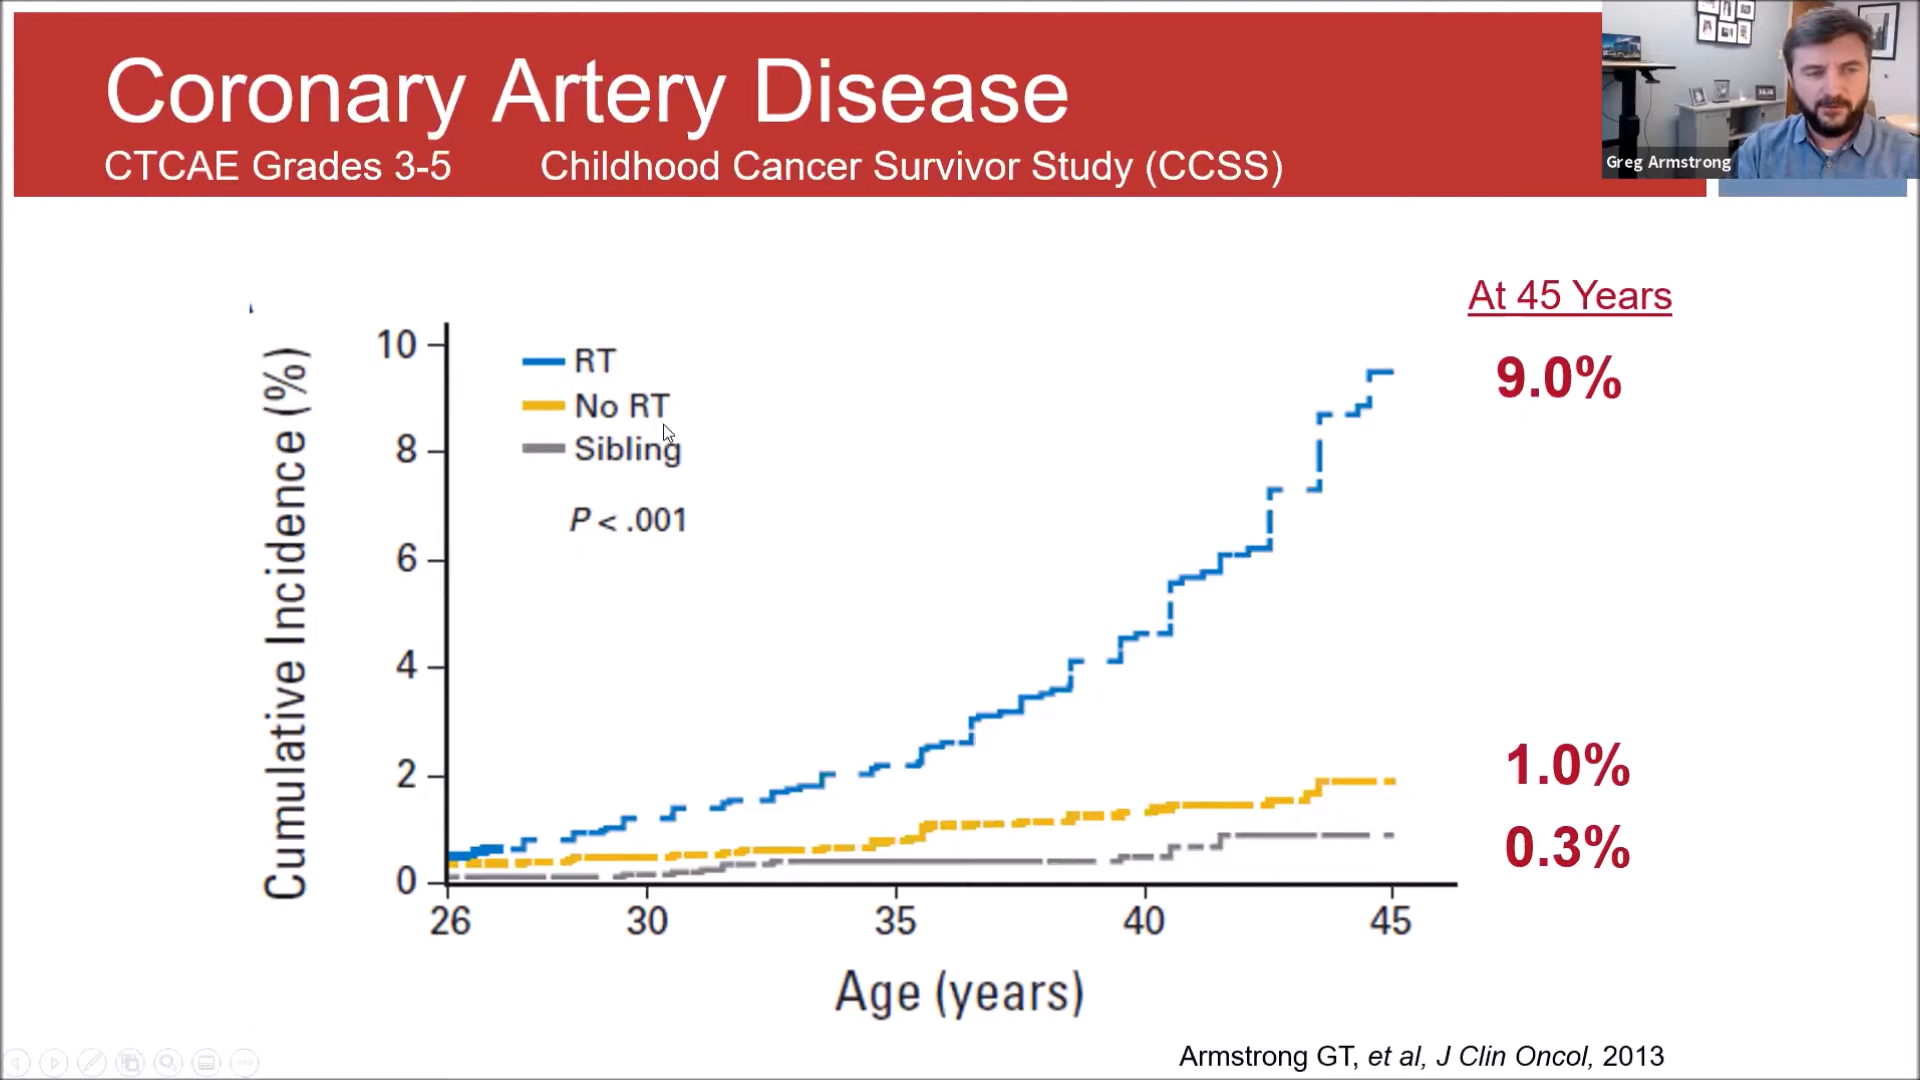 Coronary Artery Disease
CTCAE Grades 3-5 Childhood Cancer Survivor Study (CCSS)
Greg Armstrong
At 45 Years
9.0%
1.0%
0.3%
Cumulative Incidence (%)
10
8
6
4
2
0
RT
No RT
Sibling
P < .001
26 30 35 40 45
Age (years)
Armstrong GT, et al, J Clin Oncol, 2013